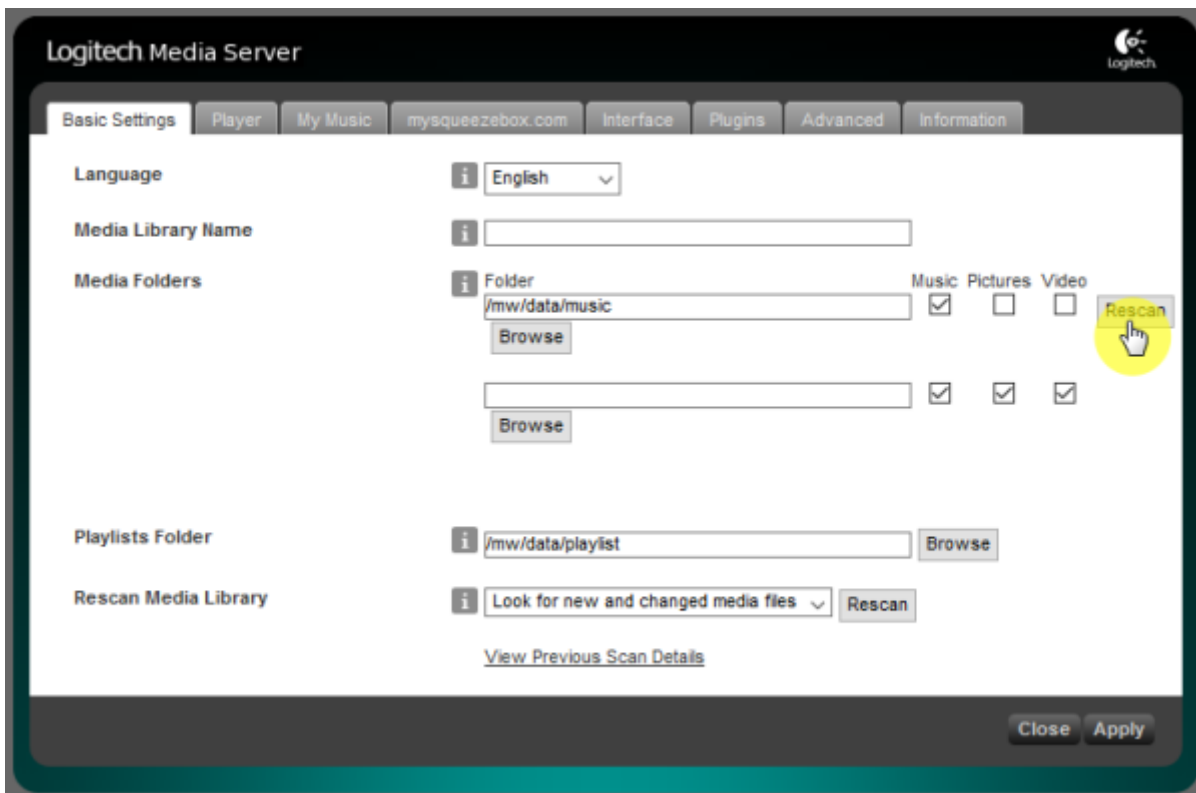 Logitech Media Server
Logitech
Basic Settings Player My Music mysqueezebox.com Interface Plugins Advanced Information
Language i English
Media Library Name i
Media Folders i Folder Music Pictures Video
/mw/data/music Rescan
Browse
Browse
Playlists Folder i /mw/data/playlist Browse
Rescan Media Library i Look for new and changed media files Rescan
View Previous Scan Details
Close Apply